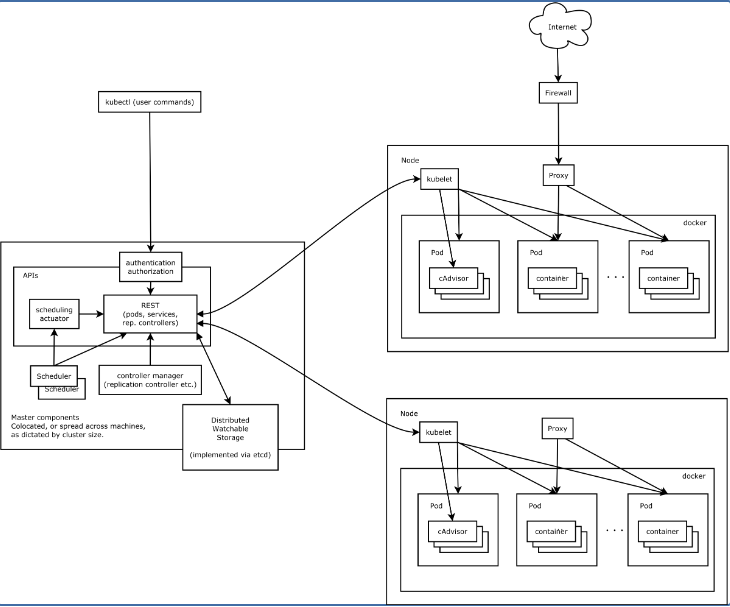 Internet
kubectl (user commands)
Firewall
Node
kubelet
Proxy
docker
authentication
authorization
APIs
Pod
Pod
Pod
cAdvisor
container
. . .
container
REST
(pods, services,
rep. controllers)
scheduling
actuator
Scheduler
Scheduler
controller manager
(replication controller etc.)
Master components
Colocated, or spread across machines,
as dictated by cluster size.
Distributed
Watchable
Storage
(implemented via etcd)
Node
kubelet
Proxy
docker
Pod
Pod
Pod
cAdvisor
container
. . .
container